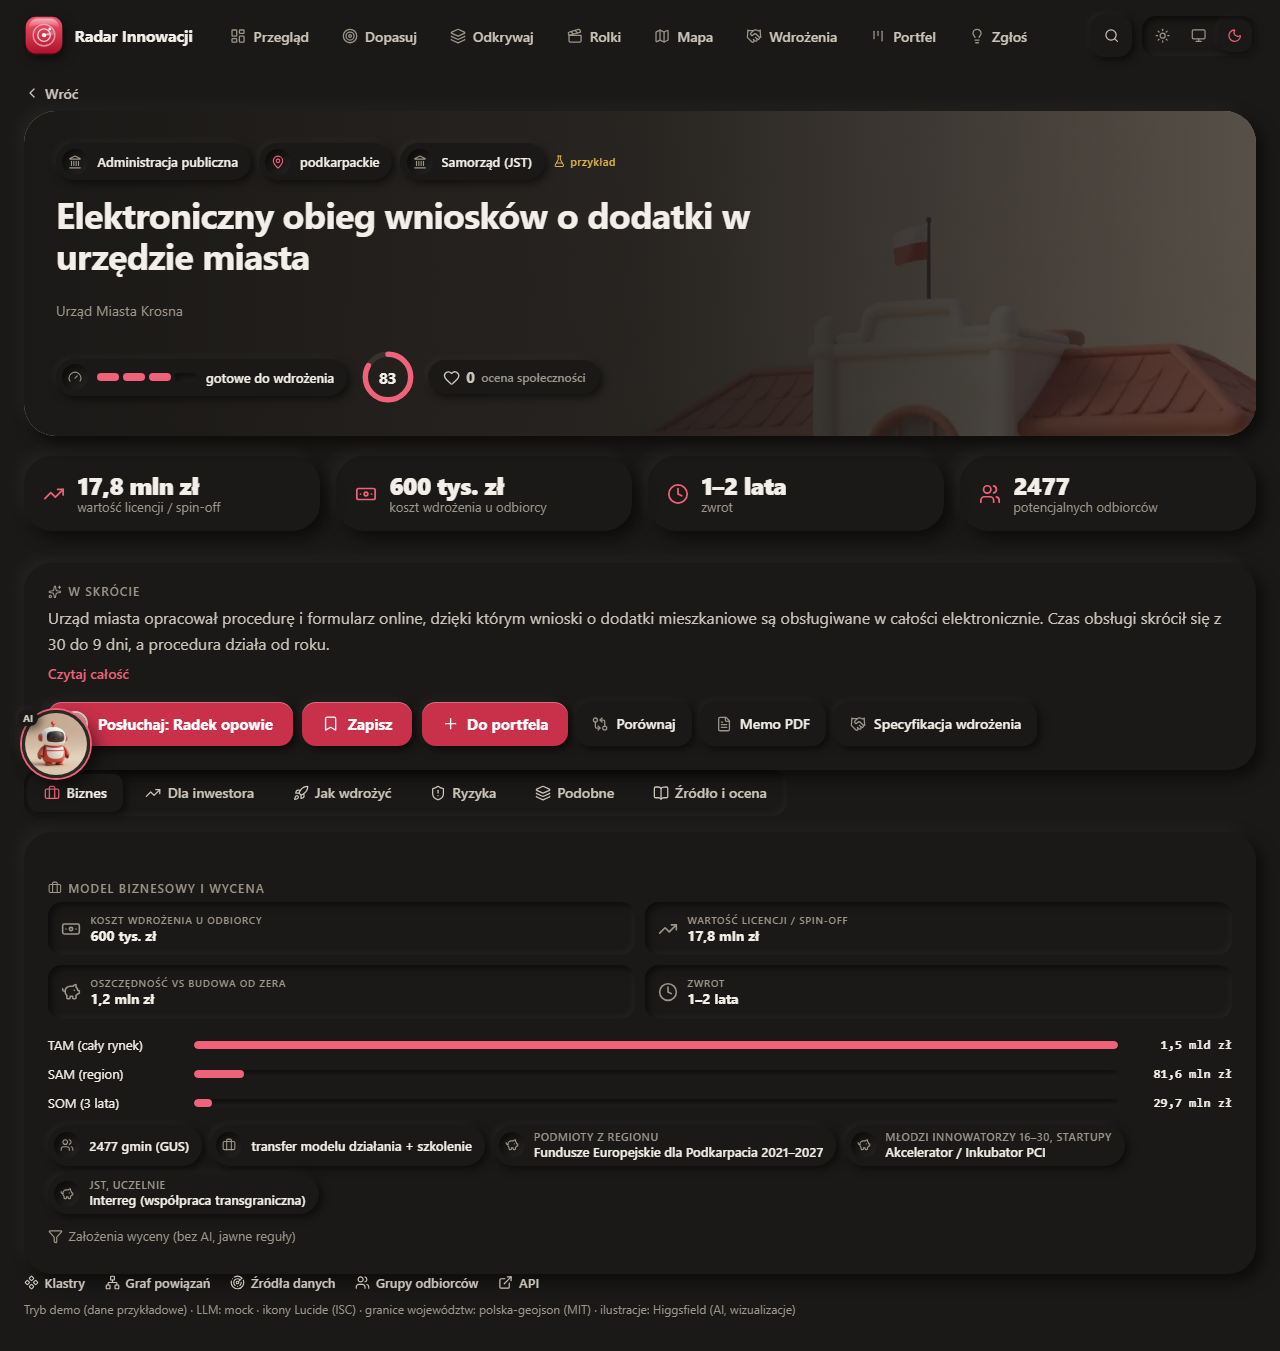 Radar Innowacji
Przegląd
Dopasuj
Odkrywaj
Rolki
Mapa
Wdrożenia
Portfel
Zgłoś
Wróć
Administracja publiczna
podkarpackie
Samorząd (JST)
przykład
Elektroniczny obieg wniosków o dodatki w
urzędzie miasta
Urząd Miasta Krosna
gotowe do wdrożenia
83
0 ocena społeczności
17,8 mln zł
wartość licencji / spin-off
600 tys. zł
koszt wdrożenia u odbiorcy
1–2 lata
zwrot
2477
potencjalnych odbiorców
W SKRÓCIE
Urząd miasta opracował procedurę i formularz online, dzięki którym wnioski o dodatki mieszkaniowe są obsługiwane w całości elektronicznie. Czas obsługi skrócił się z
30 do 9 dni, a procedura działa od roku.
Czytaj całość
AI
Posłuchaj: Radek opowie
Zapisz
Do portfela
Porównaj
Memo PDF
Specyfikacja wdrożenia
Biznes
Dla inwestora
Jak wdrożyć
Ryzyka
Podobne
Źródło i ocena
MODEL BIZNESOWY I WYCENA
KOSZT WDROŻENIA U ODBIORCY
600 tys. zł
WARTOŚĆ LICENCJI / SPIN-OFF
17,8 mln zł
OSZCZĘDNOŚĆ VS BUDOWA OD ZERA
1,2 mln zł
ZWROT
1–2 lata
TAM (cały rynek)
1,5 mld zł
SAM (region)
81,6 mln zł
SOM (3 lata)
29,7 mln zł
2477 gmin (GUS)
transfer modelu działania + szkolenie
PODMIOTY Z REGIONU
Fundusze Europejskie dla Podkarpacia 2021–2027
MŁODZI INNOWATORZY 16–30, STARTUPY
Akcelerator / Inkubator PCI
JST, UCZELNIE
Interreg (współpraca transgraniczna)
Założenia wyceny (bez AI, jawne reguły)
Klastry
Graf powiązań
Źródła danych
Grupy odbiorców
API
Tryb demo (dane przykładowe) · LLM: mock · ikony Lucide (ISC) · granice województw: polska-geojson (MIT) · ilustracje: Higgsfield (AI, wizualizacje)